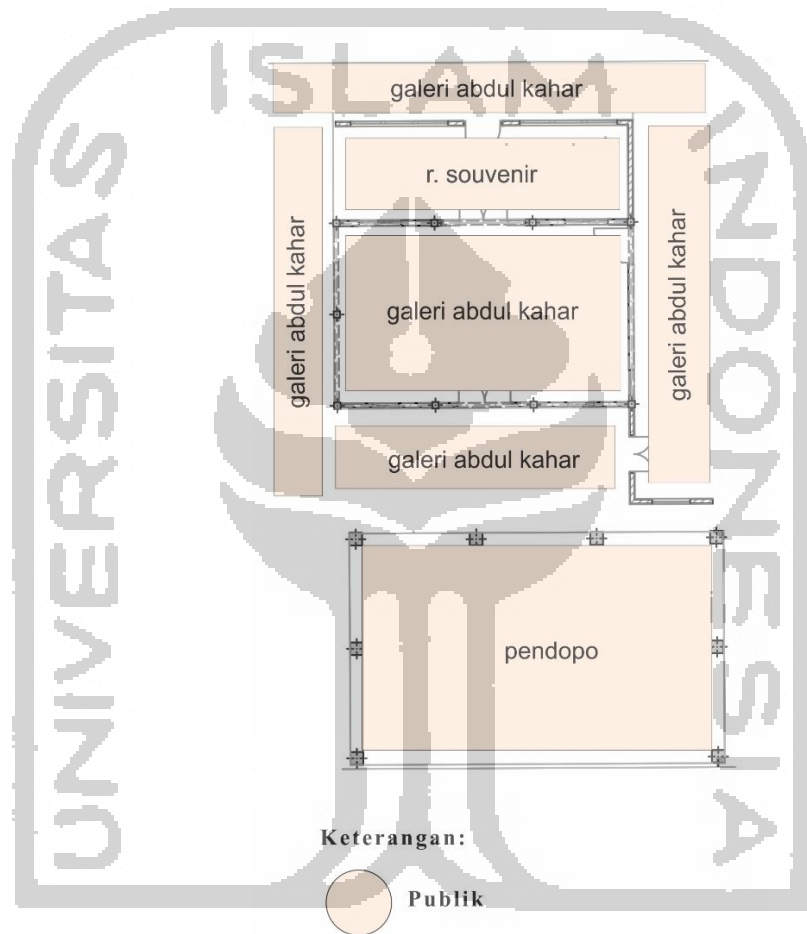 UNIVERSITAS
ISLAM
INDONESIA
galeri abdul kahar
r. souvenir
galeri abdul kahar
galeri abdul kahar
galeri abdul kahar
galeri abdul kahar
pendopo
Keterangan:
Publik